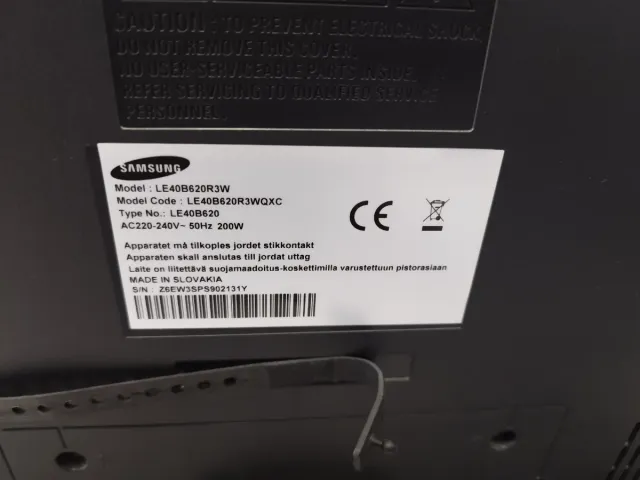 CAUTION : TO PREVENT ELECTRICAL SHOCK,
DO NOT REMOVE THIS COVER.
NO USER-SERVICEABLE PARTS INSIDE.
REFER SERVICING TO QUALIFIED SERVICE
PERSONNEL.
SAMSUNG
Model : LE40B620R3W
Model Code : LE40B620R3WQXC
Type No.: LE40B620
AC220-240V~ 50Hz 200W
CE
Apparatet må tilkoples jordet stikkontakt
Apparaten skall anslutas till jordat uttag
Laite on liitettävä suojamaadoitus-koskettimilla varustettuun pistorasiaan
MADE IN SLOVAKIA
S/N : Z6EW3SPS902131Y